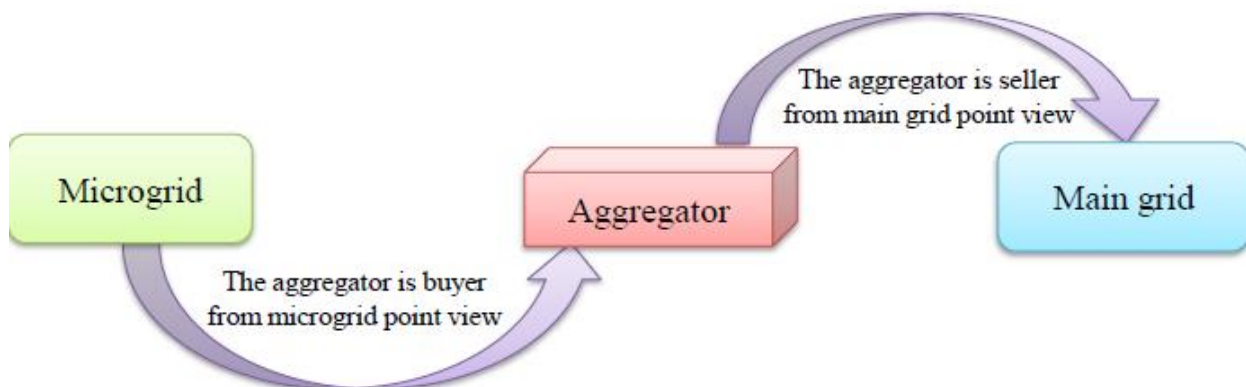 The aggregator is seller
from main grid point view
Microgrid
Aggregator
Main grid
The aggregator is buyer
from microgrid point view